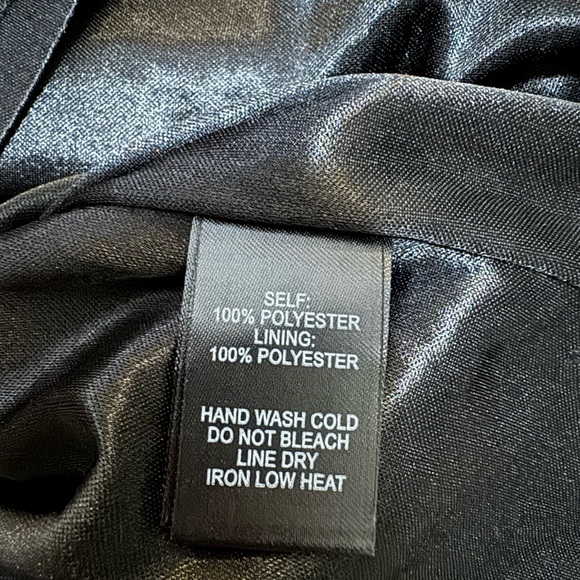 SELF:
100% POLYESTER
LINING:
100% POLYESTER
HAND WASH COLD
DO NOT BLEACH
LINE DRY
IRON LOW HEAT